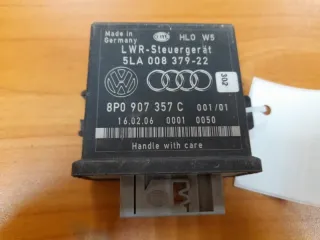 Made in
Germany
HLO W5
LWR-Steuergerät
5LA 008 379-22
302
8P0 907 357 C 001/01
16.02.06 0001 0050
Handle with care